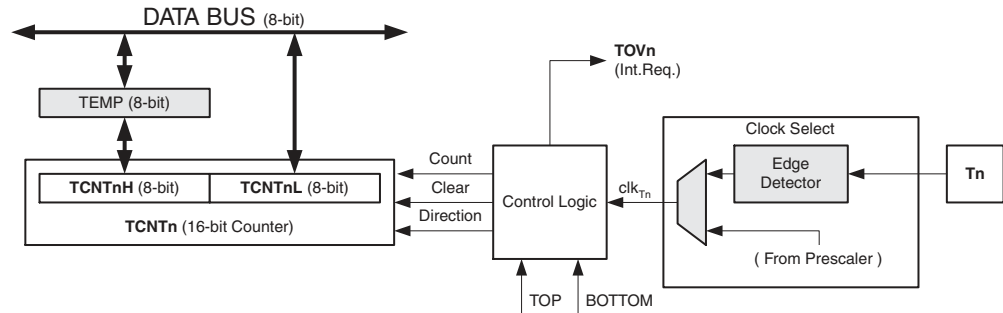 DATA BUS (8-bit)
TOVn
(Int.Req.)
TEMP (8-bit)
Clock Select
Count
Edge
Detector
TCNTnH (8-bit) TCNTnL (8-bit)
Clear
Control Logic
clkTn
Tn
TCNTn (16-bit Counter)
Direction
( From Prescaler )
TOP BOTTOM